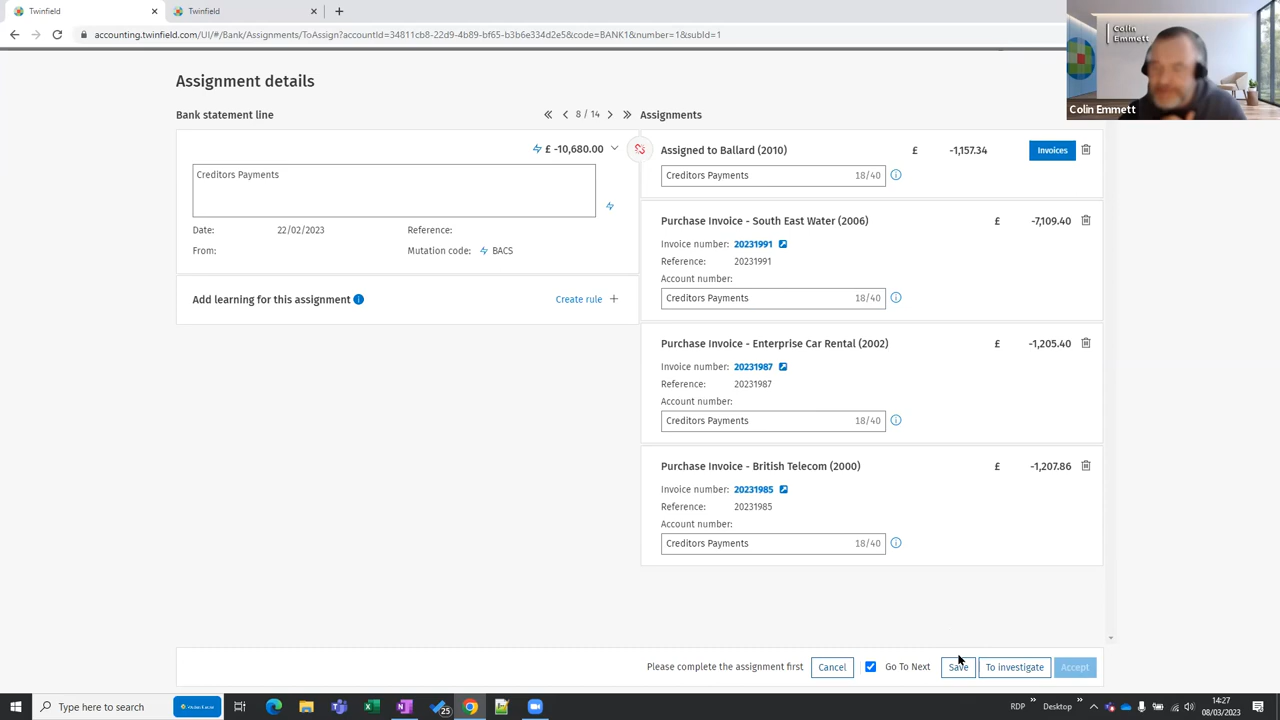 Twinfield
Twinfield
accounting.twinfield.com/UI/#/Bank/Assignments/ToAssign?accountId=34811cb8-22d9-4b89-bf65-b3b6e334d2e5&code=BANK1&number=1&subId=1
Colin
Emmett
Colin Emmett
Assignment details
Bank statement line
8 / 14
Assignments
£ -10,680.00
Creditors Payments
Date: 22/02/2023 Reference:
From: Mutation code: BACS
Add learning for this assignment
Create rule +
Assigned to Ballard (2010) £ -1,157.34 Invoices
Creditors Payments 18/40
Purchase Invoice - South East Water (2006) £ -7,109.40
Invoice number: 20231991
Reference: 20231991
Account number:
Creditors Payments 18/40
Purchase Invoice - Enterprise Car Rental (2002) £ -1,205.40
Invoice number: 20231987
Reference: 20231987
Account number:
Creditors Payments 18/40
Purchase Invoice - British Telecom (2000) £ -1,207.86
Invoice number: 20231985
Reference: 20231985
Account number:
Creditors Payments 18/40
Please complete the assignment first Cancel Go To Next Save To investigate Accept
Type here to search
25
RDP
Desktop
14:27
08/03/2023